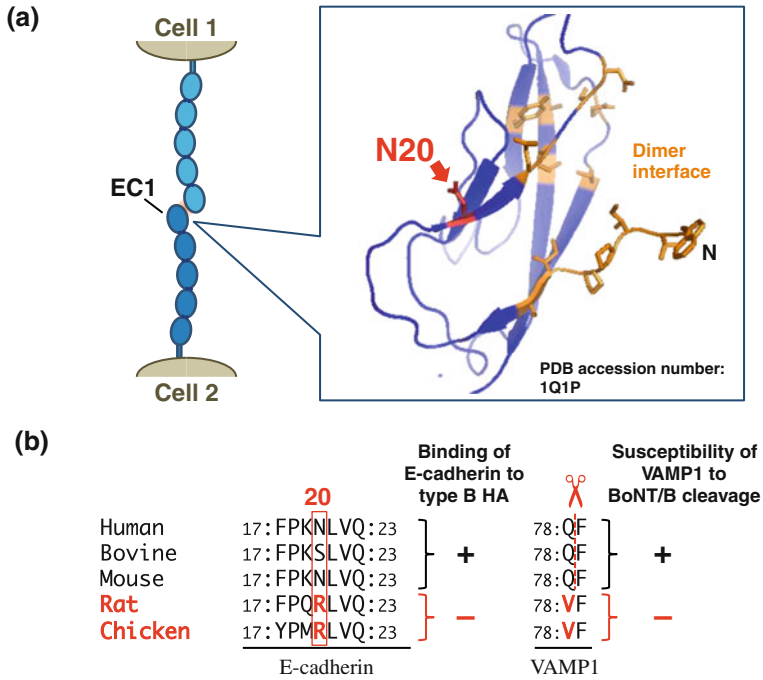 (a)
Cell 1
EC1
Cell 2
N20
Dimer
interface
N
PDB accession number:
1Q1P
(b)
Binding of
E-cadherin to
type B HA
Susceptibility of
VAMP1 to
BoNT/B cleavage
20
Human 17:FPKNLVQ:23 + 78:QF +
Bovine 17:FPKSLVQ:23 78:QF
Mouse 17:FPKNLVQ:23 78:QF
Rat 17:FPQRLVQ:23 − 78:VF −
Chicken 17:YPMRLVQ:23 78:VF
E-cadherin VAMP1